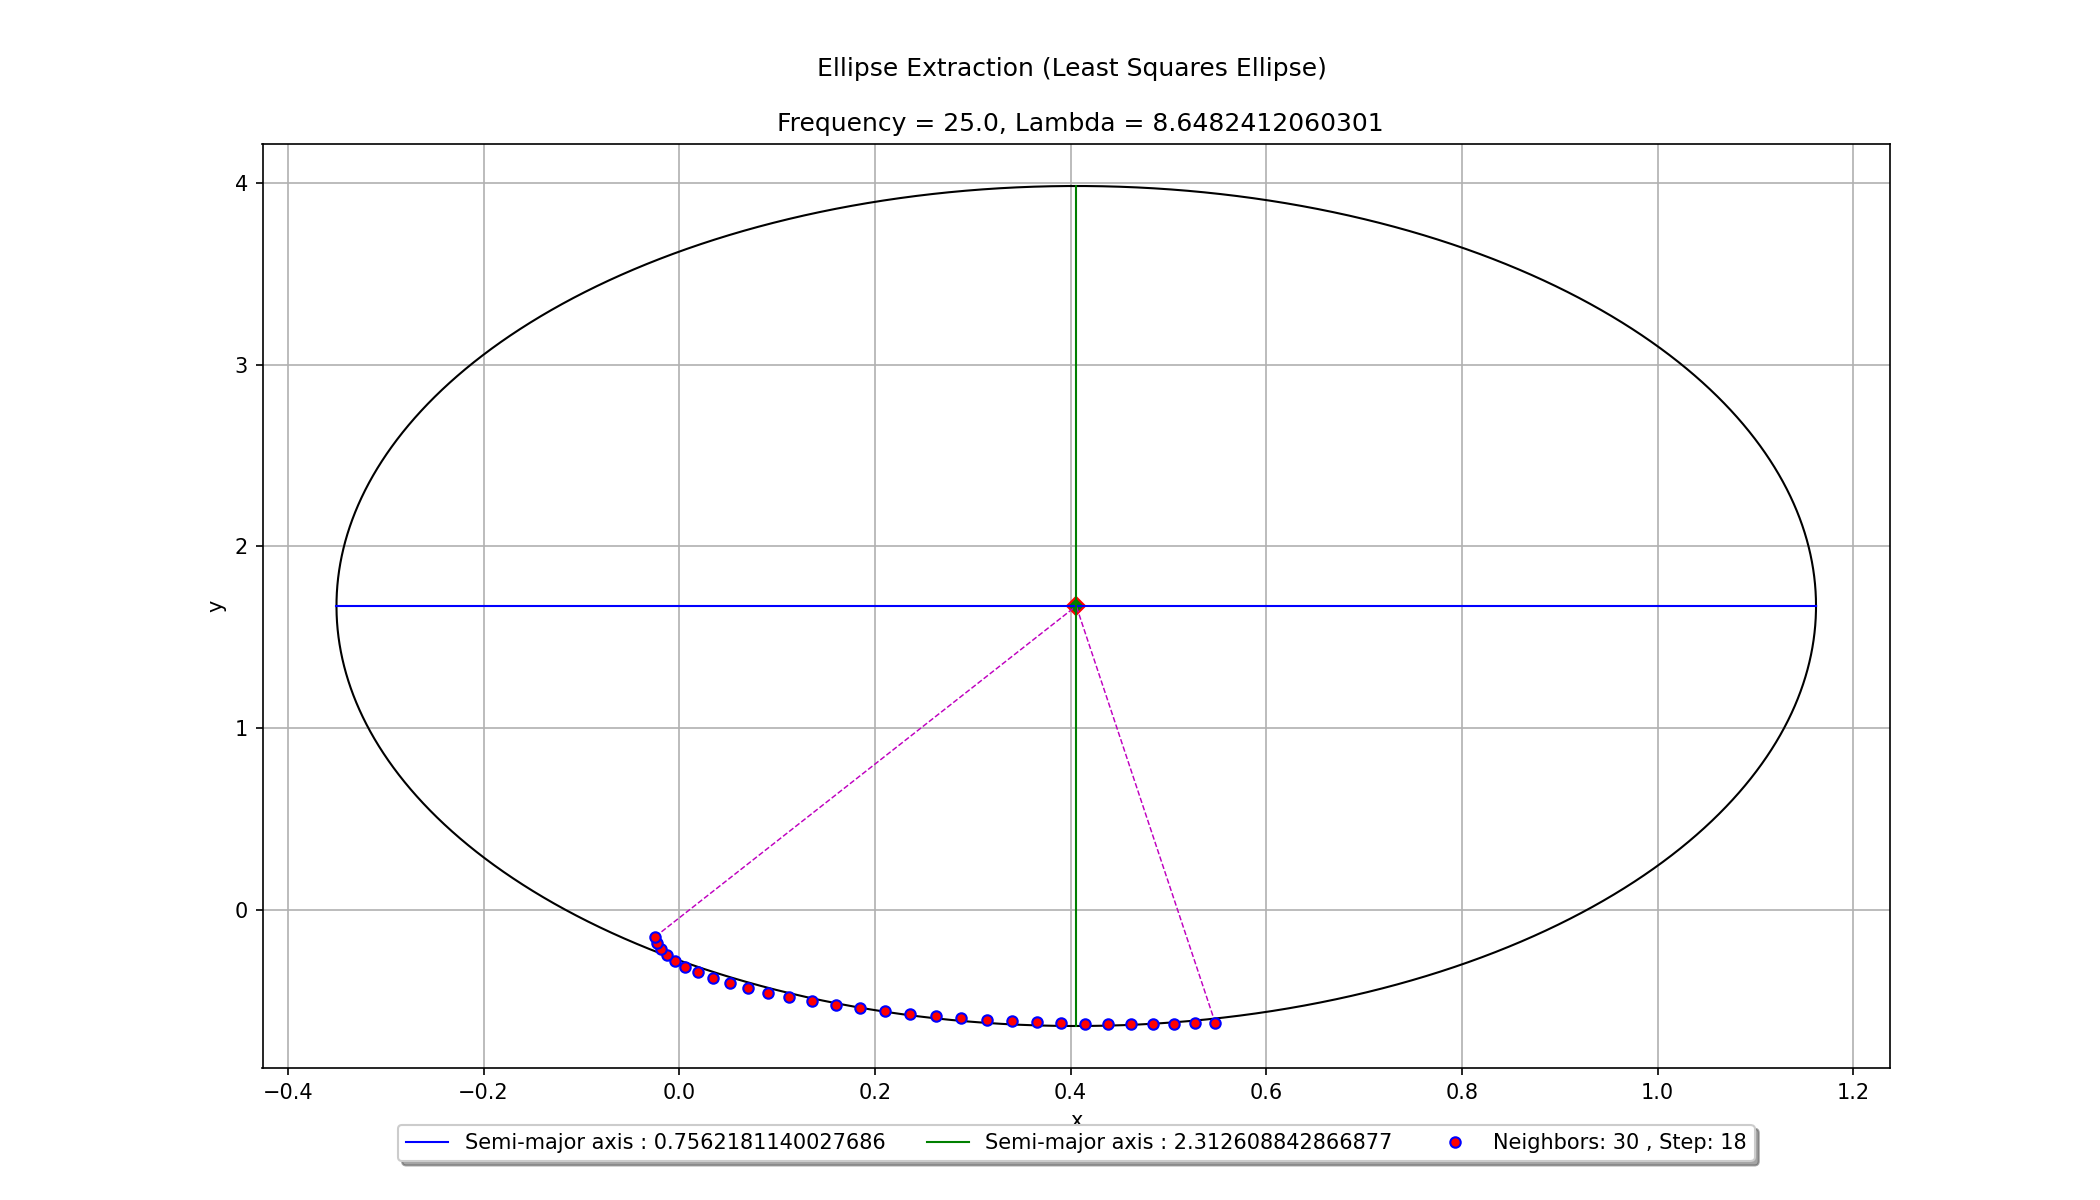 Ellipse Extraction (Least Squares Ellipse)
Frequency = 25.0, Lambda = 8.6482412060301
4
3
2
1
0
y
−0.4 −0.2 0.0 0.2 0.4 0.6 0.8 1.0 1.2
x
Semi-major axis : 0.7562181140027686 Semi-major axis : 2.312608842866877 Neighbors: 30 , Step: 18